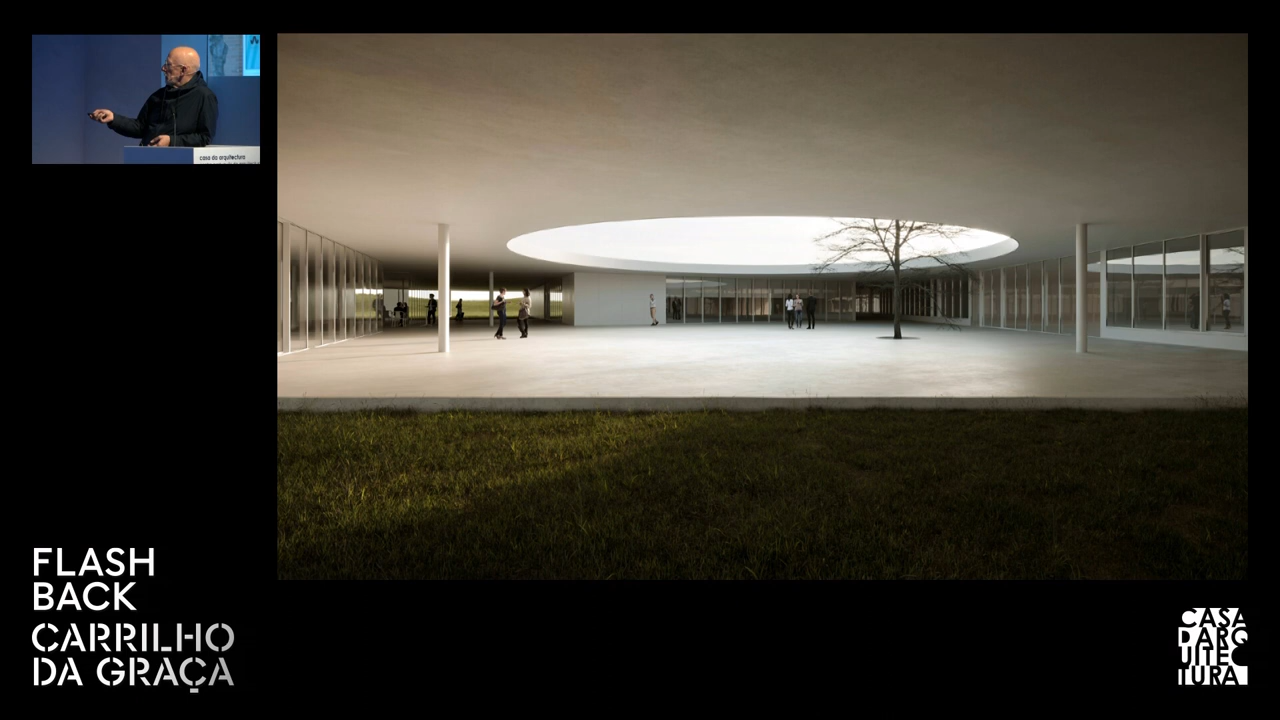 casa da arquitectura
FLASH
BACK
CARRILHO
DA GRAÇA
CASA
DARQ
UITEC
TURA